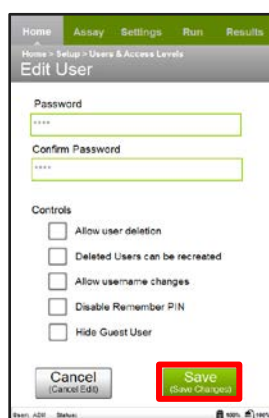 Home Assay Settings Run Results
Home > Setup > Users & Access Levels
Edit User
Password
****
Confirm Password
****
Controls
Allow user deletion
Deleted Users can be recreated
Allow username changes
Disable Remember PIN
Hide Guest User
Cancel Save
(Cancel Edit) (Save Changes)
User: ADM Status: 100% 100%